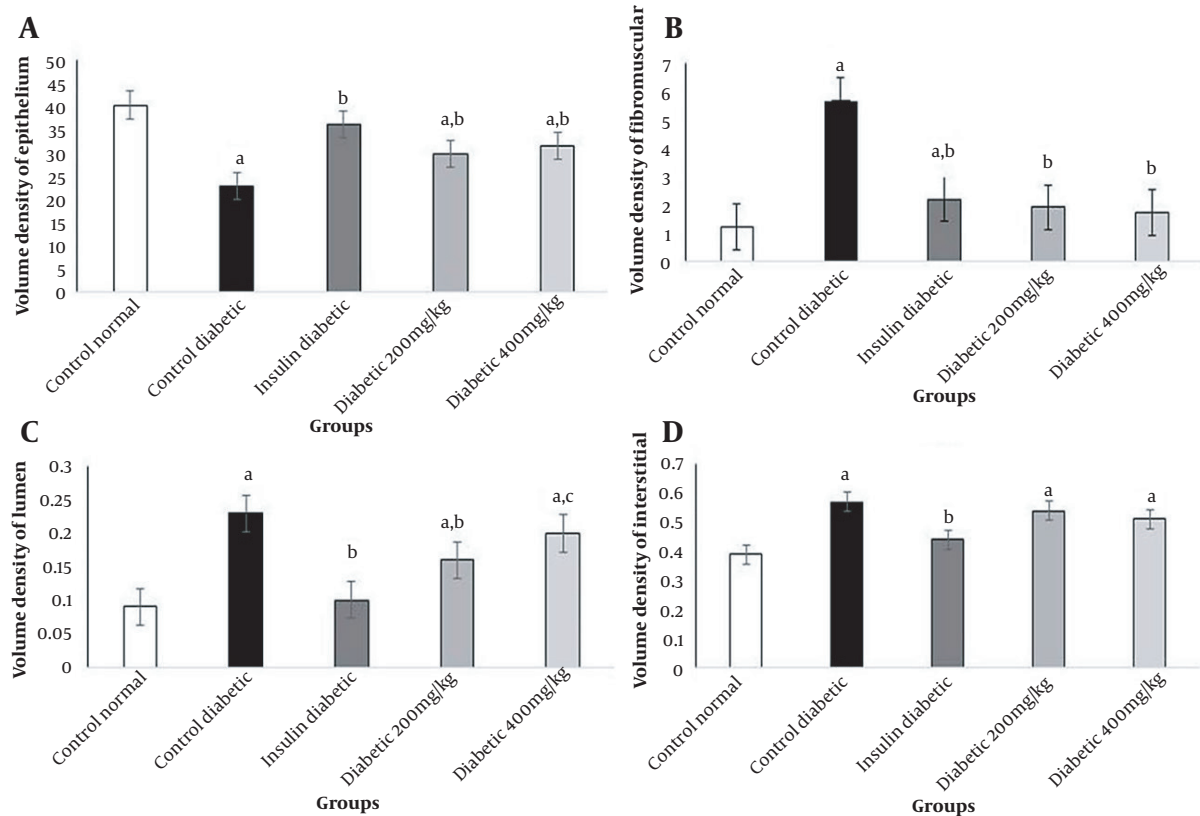 A
Volume density of epithelium
50
45
40
35
30
25
20
15
10
5
0
a
b
a,b
a,b
Control normal
Control diabetic
Insulin diabetic
Diabetic 200mg/kg
Diabetic 400mg/kg
Groups
B
Volume density of fibromuscular
7
6
5
4
3
2
1
0
a
a,b
b
b
Control normal
Control diabetic
Insulin diabetic
Diabetic 200mg/kg
Diabetic 400mg/kg
Groups
C
Volume density of lumen
0.3
0.25
0.2
0.15
0.1
0.05
0
a
b
a,b
a,c
Control normal
Control diabetic
Insulin diabetic
Diabetic 200mg/kg
Diabetic 400mg/kg
Groups
D
Volume density of interstitial
0.7
0.6
0.5
0.4
0.3
0.2
0.1
0
a
b
a
a
Control normal
Control diabetic
Insulin diabetic
Diabetic 200mg/kg
Diabetic 400mg/kg
Groups